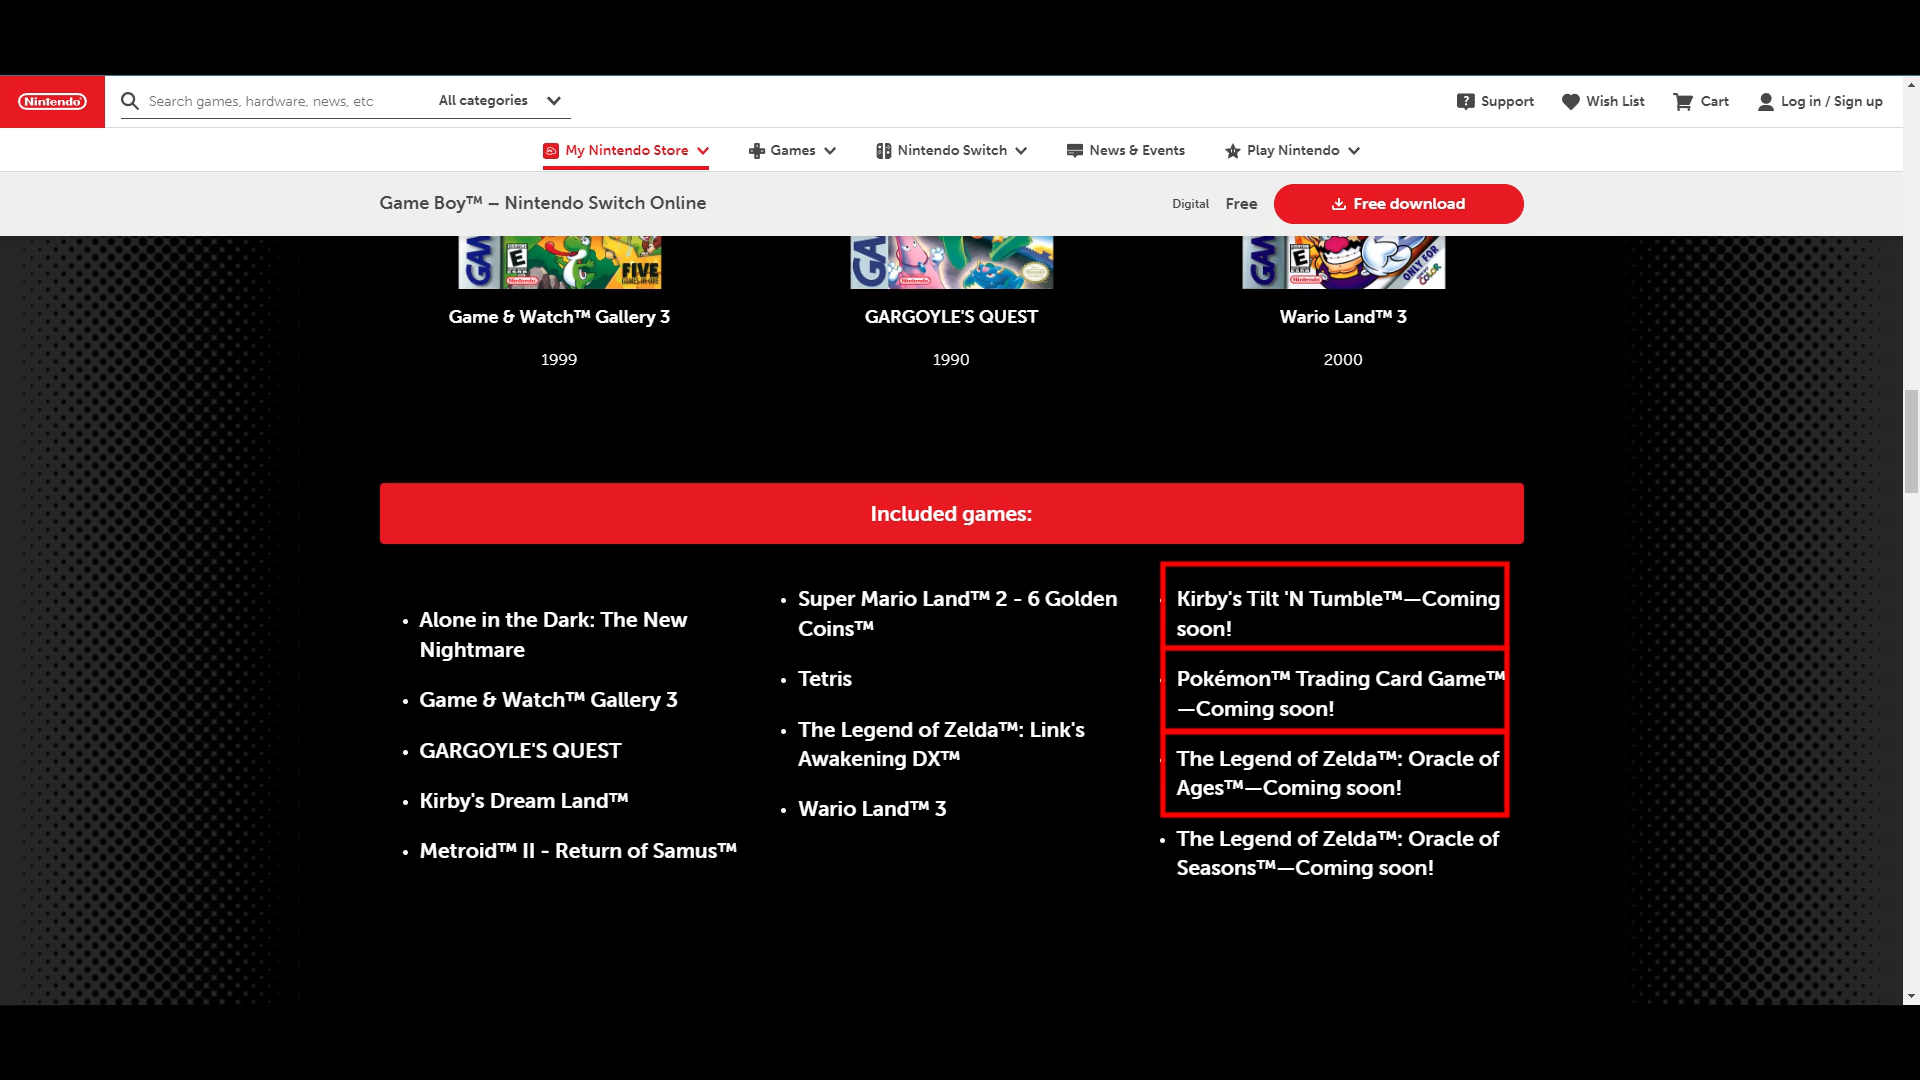 Nintendo
Search games, hardware, news, etc
All categories
Support
Wish List
Cart
Log in / Sign up
My Nintendo Store
Games
Nintendo Switch
News & Events
Play Nintendo
Game Boy™ – Nintendo Switch Online
Digital
Free
Free download
FIVE
Game & Watch™ Gallery 3
1999
GARGOYLE'S QUEST
1990
ONLY FOR
COLOR
Wario Land™ 3
2000
Included games:
• Alone in the Dark: The New
Nightmare
• Game & Watch™ Gallery 3
• GARGOYLE'S QUEST
• Kirby's Dream Land™
• Metroid™ II - Return of Samus™
• Super Mario Land™ 2 - 6 Golden
Coins™
• Tetris
• The Legend of Zelda™: Link's
Awakening DX™
• Wario Land™ 3
Kirby's Tilt 'N Tumble™—Coming
soon!
Pokémon™ Trading Card Game™
—Coming soon!
The Legend of Zelda™: Oracle of
Ages™—Coming soon!
• The Legend of Zelda™: Oracle of
Seasons™—Coming soon!